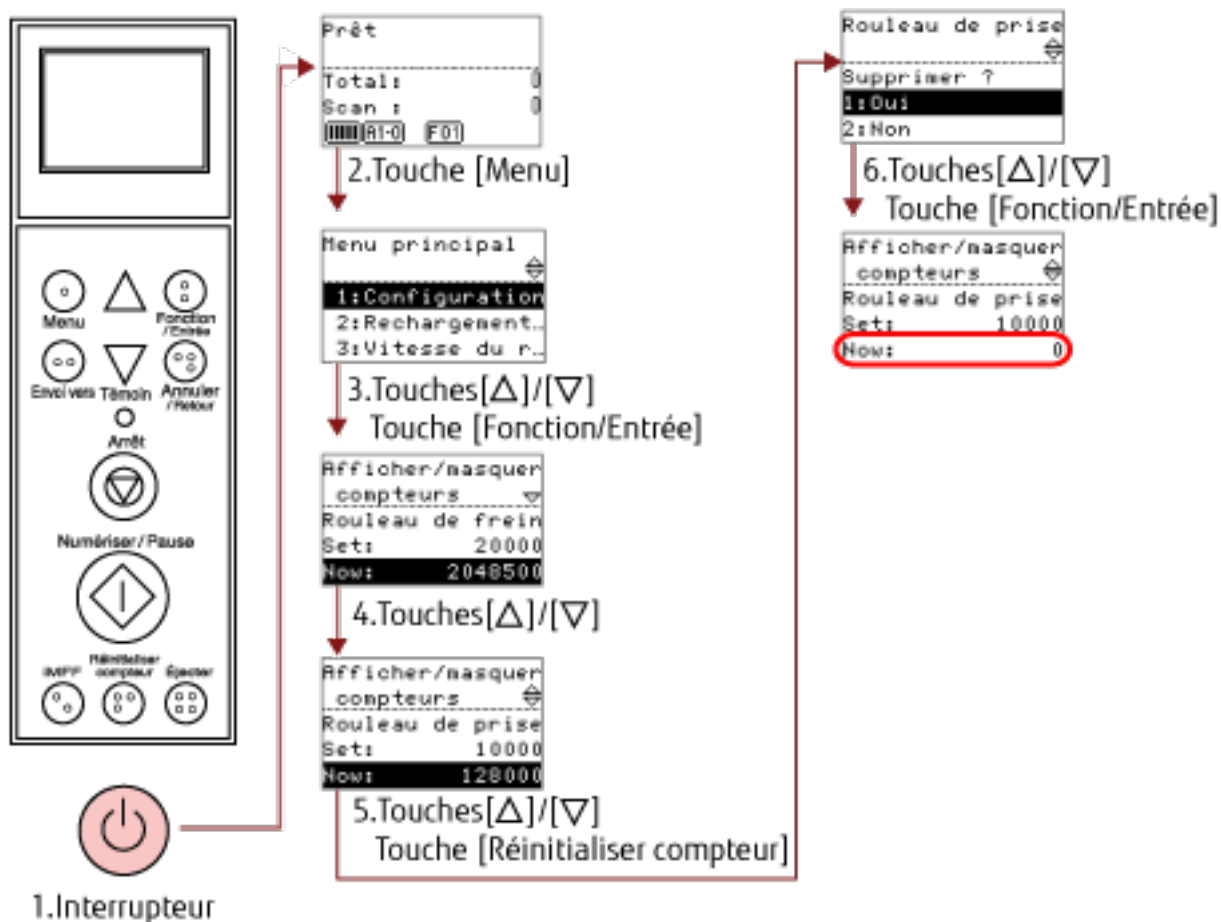 Menu
Fonction
/Entrée
Envoi vers
Témoin
Annuler
/Retour
Arrêt
Numériser / Pause
IMFF
Réinitialiser
compteur
Éjecter
1.Interrupteur
Prêt
Total: 0
Scan : 0
A1-0 F01
2.Touche [Menu]
Menu principal
1:Configuration
2:Rechargement..
3:Vitesse du r..
3.Touches[△]/[▽]
Touche [Fonction/Entrée]
Afficher/masquer
compteurs
Rouleau de frein
Set: 20000
Now: 2048500
4.Touches[△]/[▽]
Afficher/masquer
compteurs
Rouleau de prise
Set: 10000
Now: 128000
5.Touches[△]/[▽]
Touche [Réinitialiser compteur]
Rouleau de prise
Supprimer ?
1:Oui
2:Non
6.Touches[△]/[▽]
Touche [Fonction/Entrée]
Afficher/masquer
compteurs
Rouleau de prise
Set: 10000
Now: 0